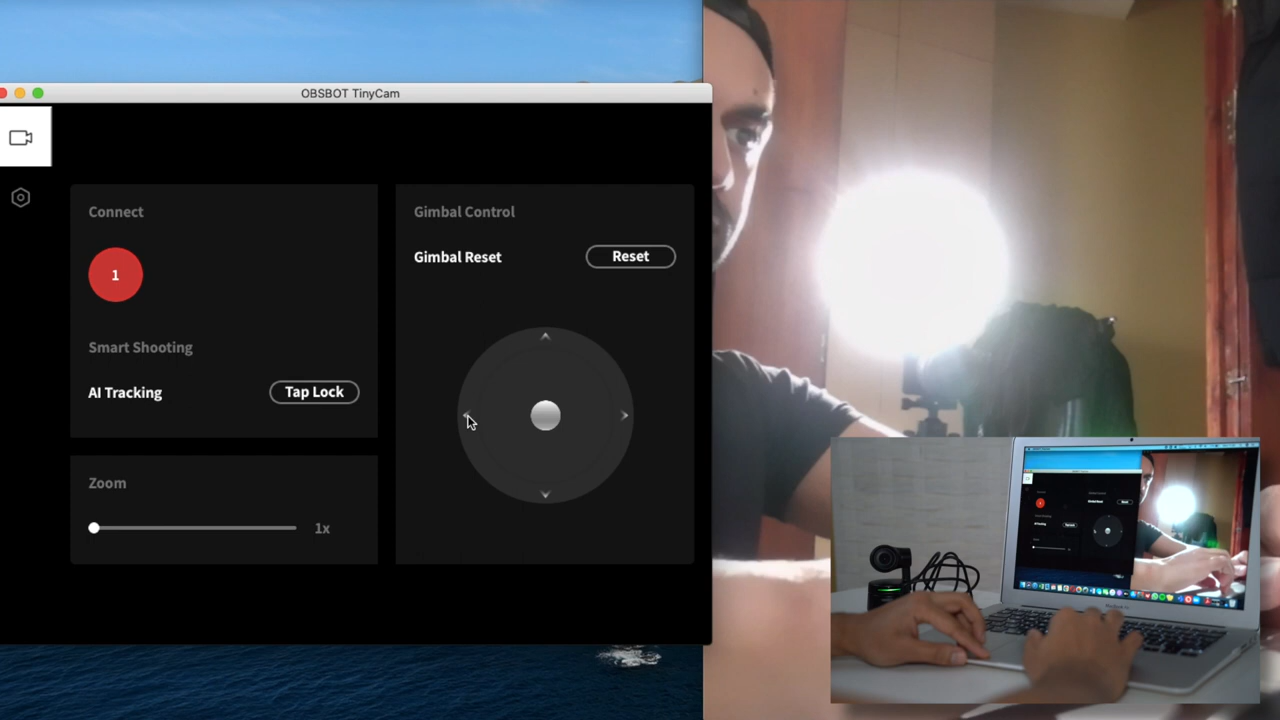 OBSBOT TinyCam
Connect
1
Smart Shooting
AI Tracking
Tap Lock
Zoom
1x
Gimbal Control
Gimbal Reset
Reset